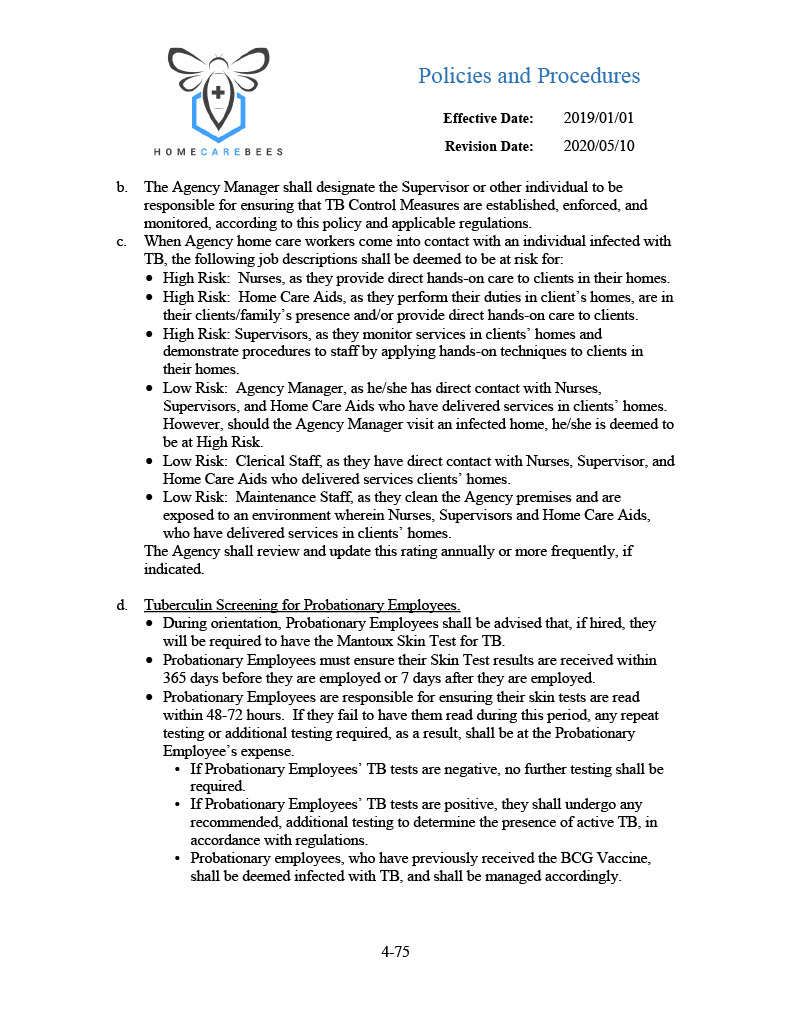 Policies and Procedures
Effective Date: 2019/01/01
Revision Date: 2020/05/10
HOMECAREBEES
b. The Agency Manager shall designate the Supervisor or other individual to be
responsible for ensuring that TB Control Measures are established, enforced, and
monitored, according to this policy and applicable regulations.
c. When Agency home care workers come into contact with an individual infected with
TB, the following job descriptions shall be deemed to be at risk for:
• High Risk: Nurses, as they provide direct hands-on care to clients in their homes.
• High Risk: Home Care Aids, as they perform their duties in client’s homes, are in
their clients/family’s presence and/or provide direct hands-on care to clients.
• High Risk: Supervisors, as they monitor services in clients’ homes and
demonstrate procedures to staff by applying hands-on techniques to clients in
their homes.
• Low Risk: Agency Manager, as he/she has direct contact with Nurses,
Supervisors, and Home Care Aids who have delivered services in clients’ homes.
However, should the Agency Manager visit an infected home, he/she is deemed to
be at High Risk.
• Low Risk: Clerical Staff, as they have direct contact with Nurses, Supervisor, and
Home Care Aids who delivered services clients’ homes.
• Low Risk: Maintenance Staff, as they clean the Agency premises and are
exposed to an environment wherein Nurses, Supervisors and Home Care Aids,
who have delivered services in clients’ homes.
The Agency shall review and update this rating annually or more frequently, if
indicated.
d. Tuberculin Screening for Probationary Employees.
• During orientation, Probationary Employees shall be advised that, if hired, they
will be required to have the Mantoux Skin Test for TB.
• Probationary Employees must ensure their Skin Test results are received within
365 days before they are employed or 7 days after they are employed.
• Probationary Employees are responsible for ensuring their skin tests are read
within 48-72 hours. If they fail to have them read during this period, any repeat
testing or additional testing required, as a result, shall be at the Probationary
Employee’s expense.
• If Probationary Employees’ TB tests are negative, no further testing shall be
required.
• If Probationary Employees’ TB tests are positive, they shall undergo any
recommended, additional testing to determine the presence of active TB, in
accordance with regulations.
• Probationary employees, who have previously received the BCG Vaccine,
shall be deemed infected with TB, and shall be managed accordingly.
4-75